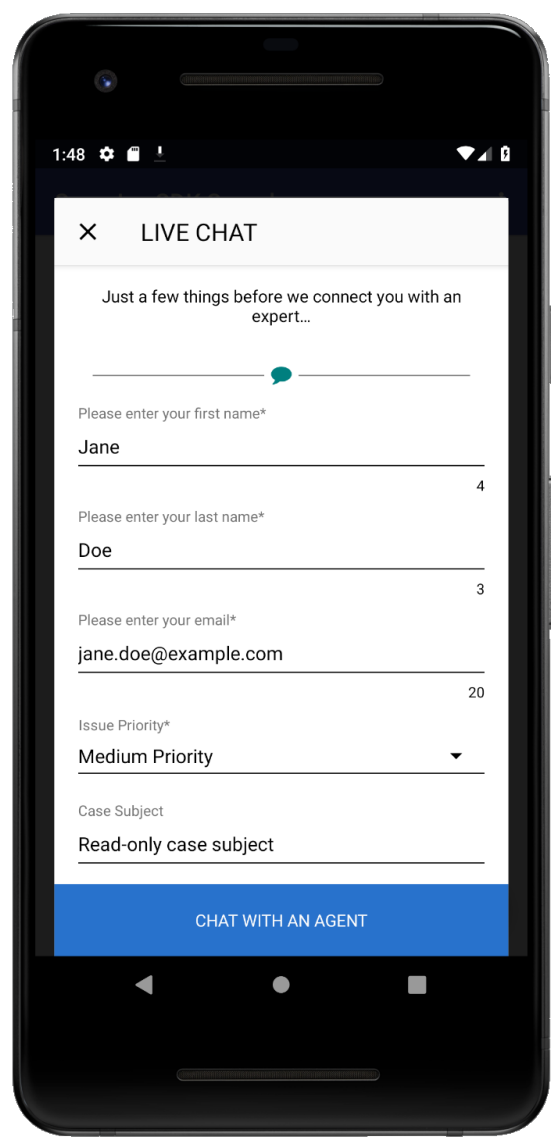 1:48
LIVE CHAT
Just a few things before we connect you with an
expert...
Please enter your first name*
Jane
4
Please enter your last name*
Doe
3
Please enter your email*
jane.doe@example.com
20
Issue Priority*
Medium Priority
Case Subject
Read-only case subject
CHAT WITH AN AGENT